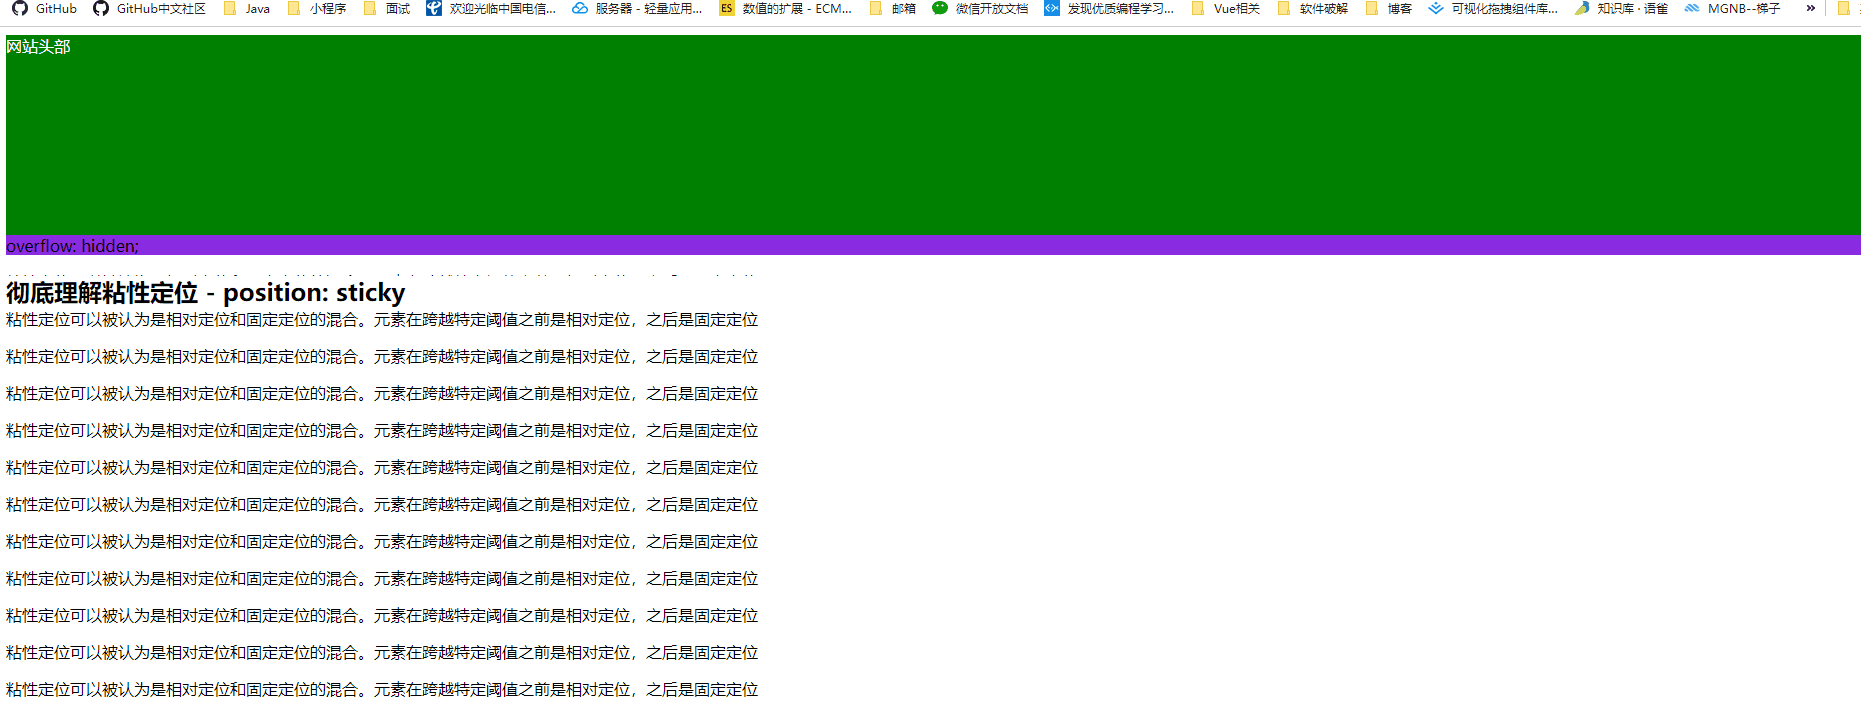 GitHub GitHub中文社区 Java 小程序 面试 欢迎光临中国电信... 服务器 - 轻量应用... ES 数值的扩展 - ECM... 邮箱 微信开放文档 发现优质编程学习... Vue相关 软件破解 博客 可视化拖拽组件库... 知识库 · 语雀 MGNB--梯子 »
网站头部
overflow: hidden;
彻底理解粘性定位 - position: sticky
粘性定位可以被认为是相对定位和固定定位的混合。元素在跨越特定阈值之前是相对定位，之后是固定定位
粘性定位可以被认为是相对定位和固定定位的混合。元素在跨越特定阈值之前是相对定位，之后是固定定位
粘性定位可以被认为是相对定位和固定定位的混合。元素在跨越特定阈值之前是相对定位，之后是固定定位
粘性定位可以被认为是相对定位和固定定位的混合。元素在跨越特定阈值之前是相对定位，之后是固定定位
粘性定位可以被认为是相对定位和固定定位的混合。元素在跨越特定阈值之前是相对定位，之后是固定定位
粘性定位可以被认为是相对定位和固定定位的混合。元素在跨越特定阈值之前是相对定位，之后是固定定位
粘性定位可以被认为是相对定位和固定定位的混合。元素在跨越特定阈值之前是相对定位，之后是固定定位
粘性定位可以被认为是相对定位和固定定位的混合。元素在跨越特定阈值之前是相对定位，之后是固定定位
粘性定位可以被认为是相对定位和固定定位的混合。元素在跨越特定阈值之前是相对定位，之后是固定定位
粘性定位可以被认为是相对定位和固定定位的混合。元素在跨越特定阈值之前是相对定位，之后是固定定位
粘性定位可以被认为是相对定位和固定定位的混合。元素在跨越特定阈值之前是相对定位，之后是固定定位